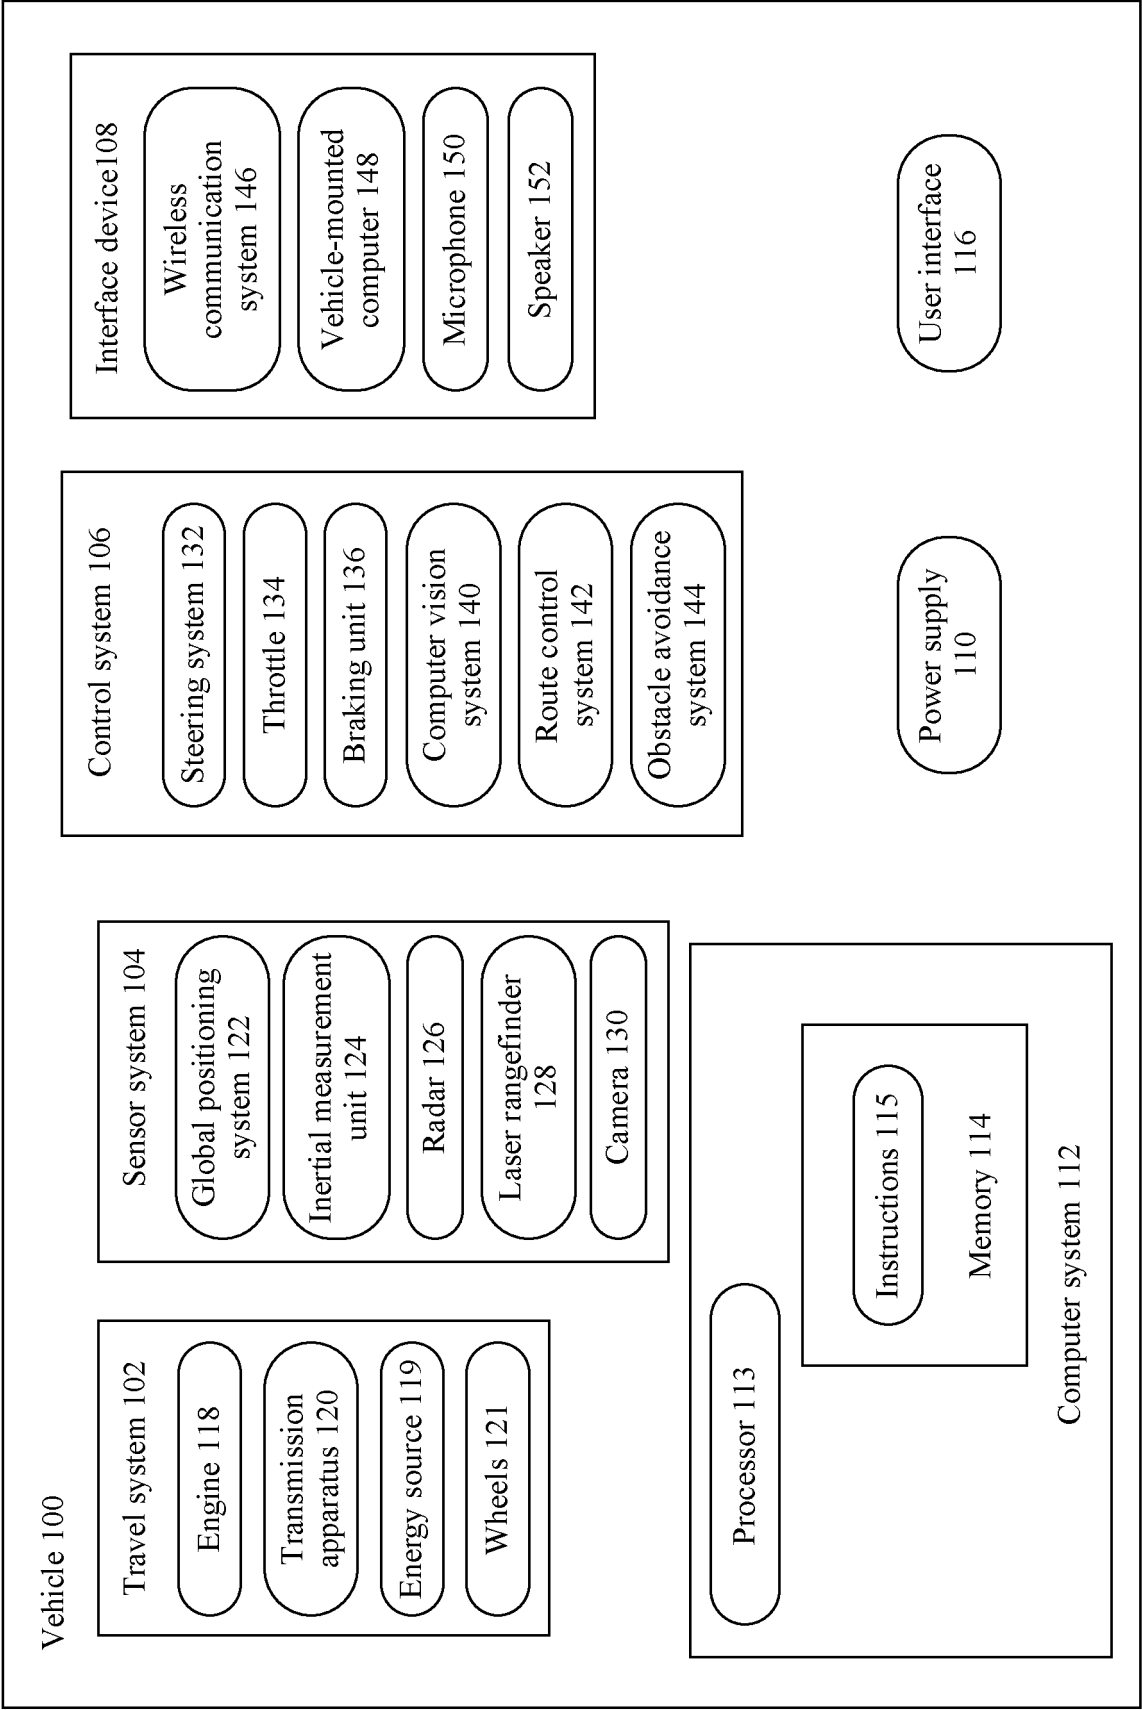 Vehicle 100
Travel system 102
Engine 118
Transmission
apparatus 120
Energy source 119
Wheels 121
Sensor system 104
Global positioning
system 122
Inertial measurement
unit 124
Radar 126
Laser rangefinder
128
Camera 130
Control system 106
Steering system 132
Throttle 134
Braking unit 136
Computer vision
system 140
Route control
system 142
Obstacle avoidance
system 144
Interface device108
Wireless
communication
system 146
Vehicle-mounted
computer 148
Microphone 150
Speaker 152
Processor 113
Instructions 115
Memory 114
Computer system 112
Power supply
110
User interface
116